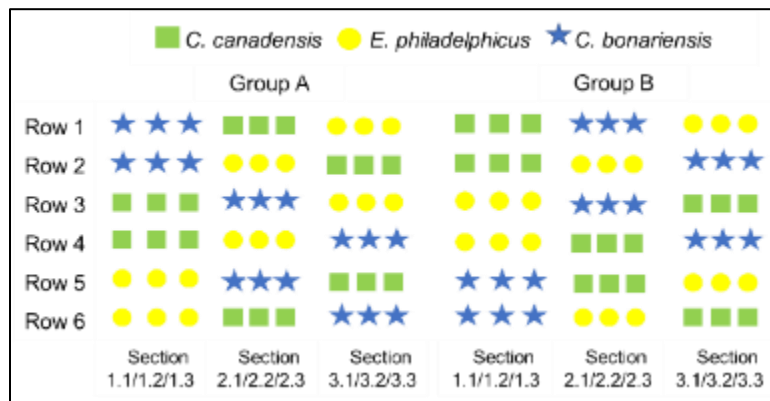 C. canadensis E. philadelphicus C. bonariensis
Group A Group B
Row 1
Row 2
Row 3
Row 4
Row 5
Row 6
Section Section Section Section Section Section
1.1/1.2/1.3 2.1/2.2/2.3 3.1/3.2/3.3 1.1/1.2/1.3 2.1/2.2/2.3 3.1/3.2/3.3